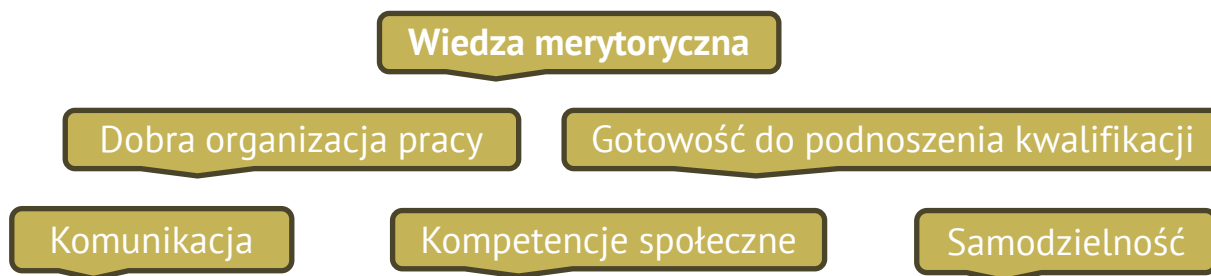 Wiedza merytoryczna
Dobra organizacja pracy
Gotowość do podnoszenia kwalifikacji
Komunikacja
Kompetencje społeczne
Samodzielność